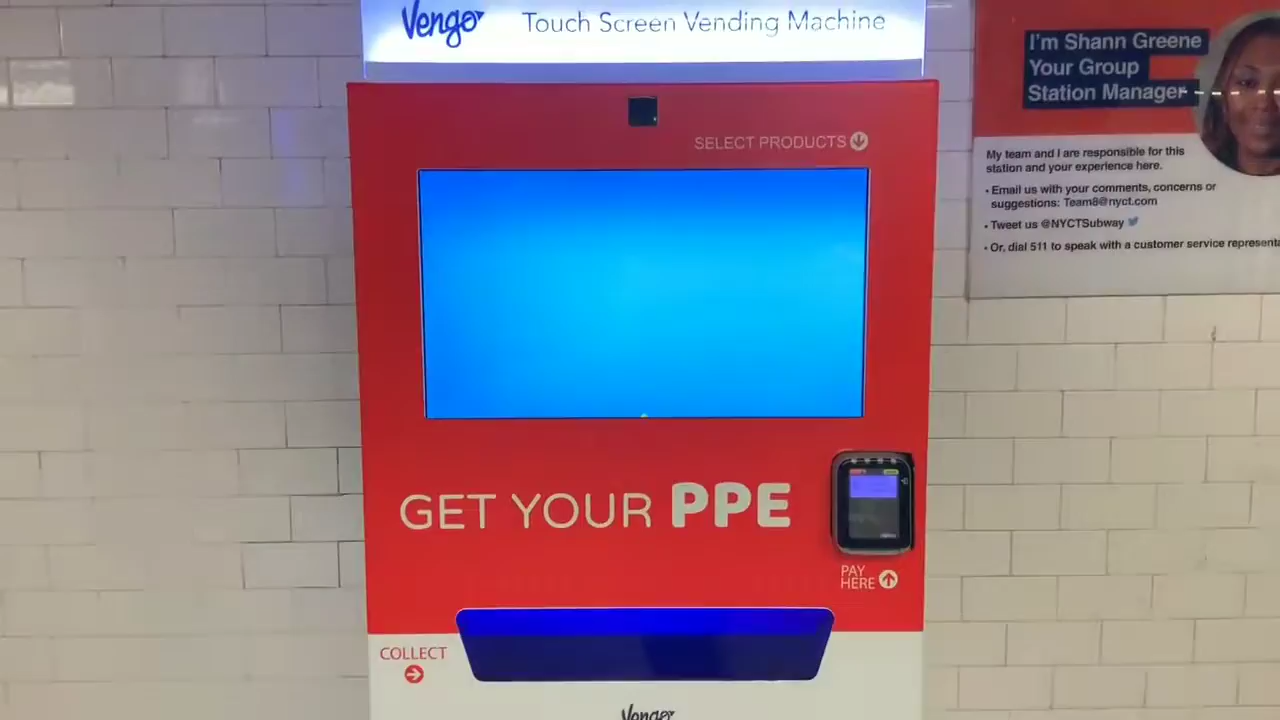 Vengo
Touch Screen Vending Machine
SELECT PRODUCTS
GET YOUR PPE
PAY
HERE
COLLECT
Vengo
I'm Shann Greene
Your Group
Station Manager
My team and I are responsible for this
station and your experience here.
• Email us with your comments, concerns or
suggestions: Team8@nyct.com
• Tweet us @NYCTSubway
• Or, dial 511 to speak with a customer service